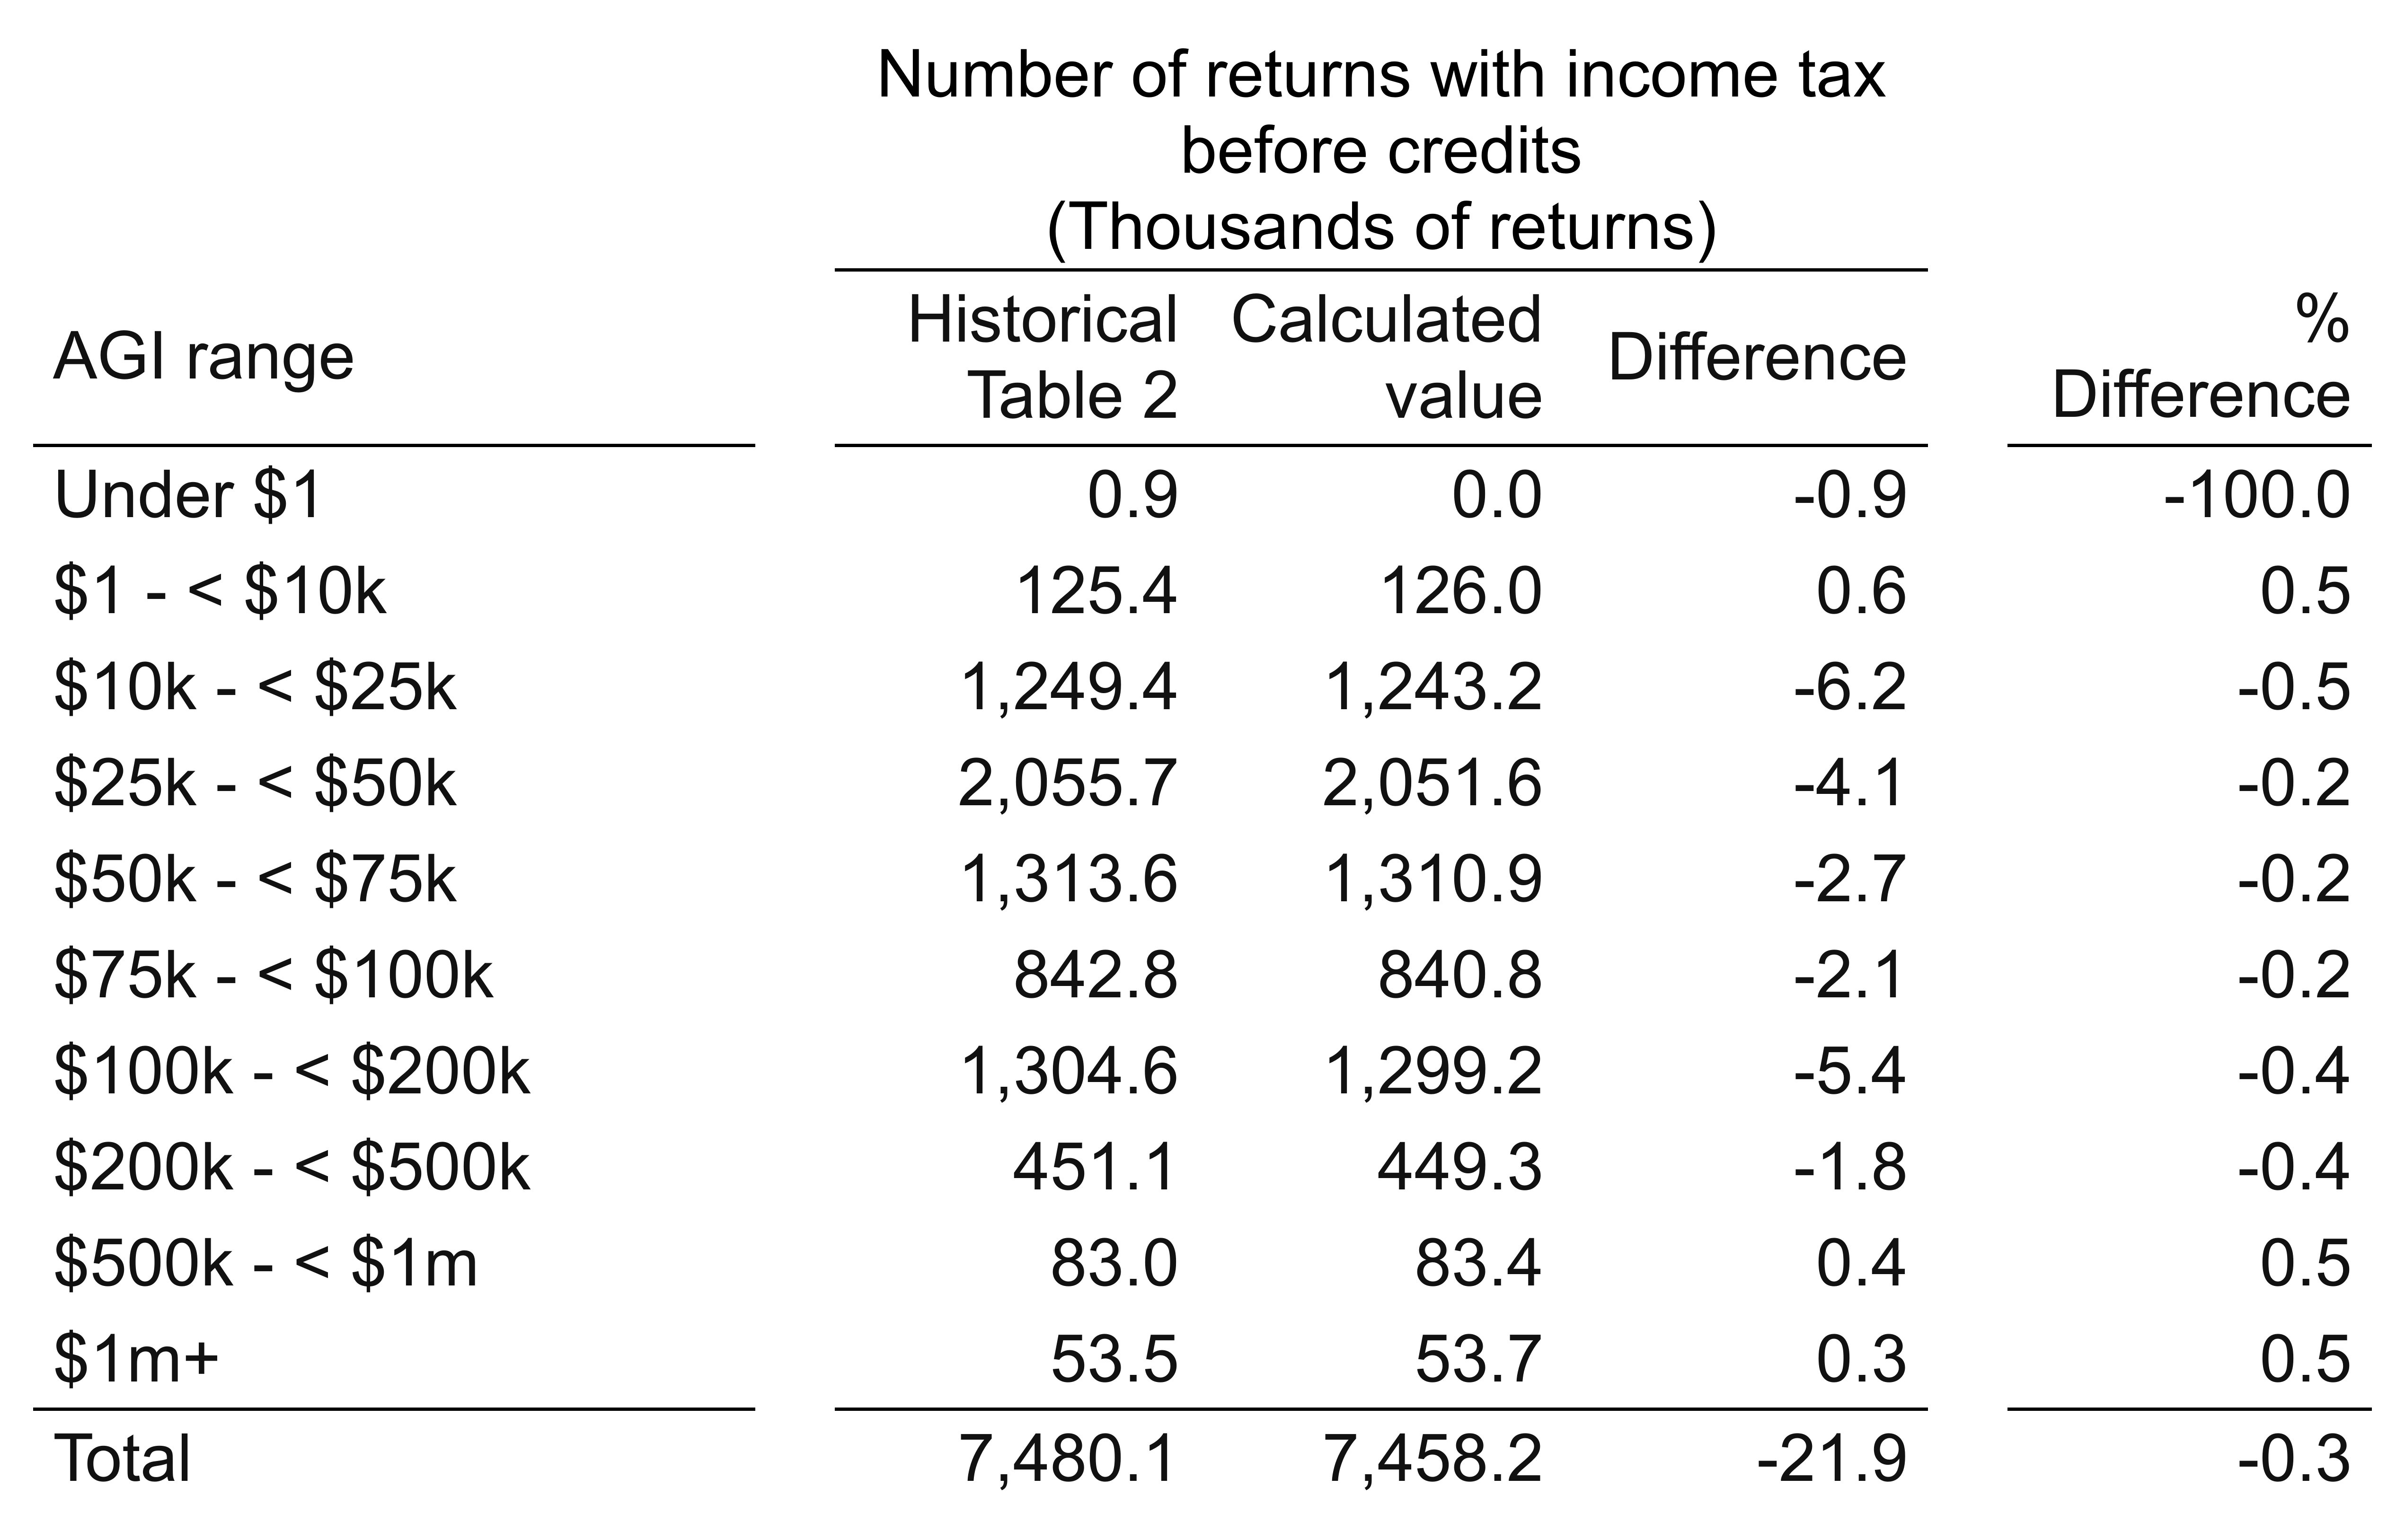 Number of returns with income tax
before credits
(Thousands of returns)
AGI range Historical Table 2 Calculated value Difference % Difference
Under $1 0.9 0.0 -0.9 -100.0
$1 - < $10k 125.4 126.0 0.6 0.5
$10k - < $25k 1,249.4 1,243.2 -6.2 -0.5
$25k - < $50k 2,055.7 2,051.6 -4.1 -0.2
$50k - < $75k 1,313.6 1,310.9 -2.7 -0.2
$75k - < $100k 842.8 840.8 -2.1 -0.2
$100k - < $200k 1,304.6 1,299.2 -5.4 -0.4
$200k - < $500k 451.1 449.3 -1.8 -0.4
$500k - < $1m 83.0 83.4 0.4 0.5
$1m+ 53.5 53.7 0.3 0.5
Total 7,480.1 7,458.2 -21.9 -0.3